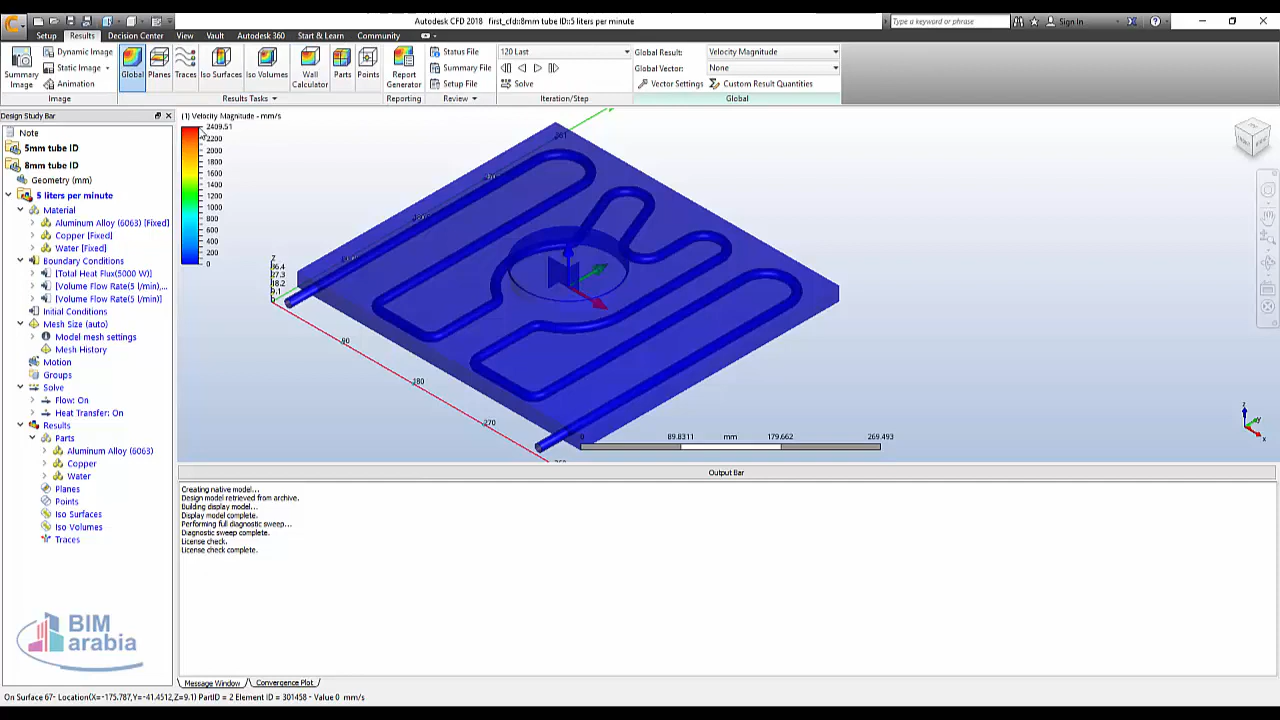 Autodesk CFD 2018  first_cfd::8mm tube ID::5 liters per minute
Type a keyword or phrase
Sign In
Setup
Results
Decision Center
View
Vault
Autodesk 360
Start & Learn
Community
Summary Image
Dynamic Image
Static Image
Animation
Image
Global
Planes
Traces
Iso Surfaces
Iso Volumes
Wall Calculator
Parts
Points
Results Tasks
Report Generator
Reporting
Status File
Summary File
Setup File
Review
120 Last
Solve
Iteration/Step
Global Result:
Velocity Magnitude
Global Vector:
None
Vector Settings
Custom Result Quantities
Global
Design Study Bar
Note
5mm tube ID
8mm tube ID
Geometry (mm)
5 liters per minute
Material
Aluminum Alloy (6063) [Fixed]
Copper [Fixed]
Water [Fixed]
Boundary Conditions
[Total Heat Flux(5000 W)]
[Volume Flow Rate(5 l/min),...
[Volume Flow Rate(5 l/min)]
Initial Conditions
Mesh Size (auto)
Model mesh settings
Mesh History
Motion
Groups
Solve
Flow: On
Heat Transfer: On
Results
Parts
Aluminum Alloy (6063)
Copper
Water
Planes
Points
Iso Surfaces
Iso Volumes
Traces
BIM
arabia
(1) Velocity Magnitude - mm/s
2409.51
2200
2000
1800
1600
1400
1200
1000
800
600
400
200
0
Z
36.4
27.3
18.2
9.1
90
180
270
0
89.8311
mm
179.662
269.493
Z
X
Output Bar
Creating native model...
Design model retrieved from archive.
Building display model...
Display model complete.
Performing full diagnostic sweep...
Diagnostic sweep complete.
License check.
License check complete.
Message Window
Convergence Plot
On Surface 67- Location(X=-175.787,Y=-41.4512,Z=9.1) PartID = 2 Element ID = 301458 - Value 0  mm/s